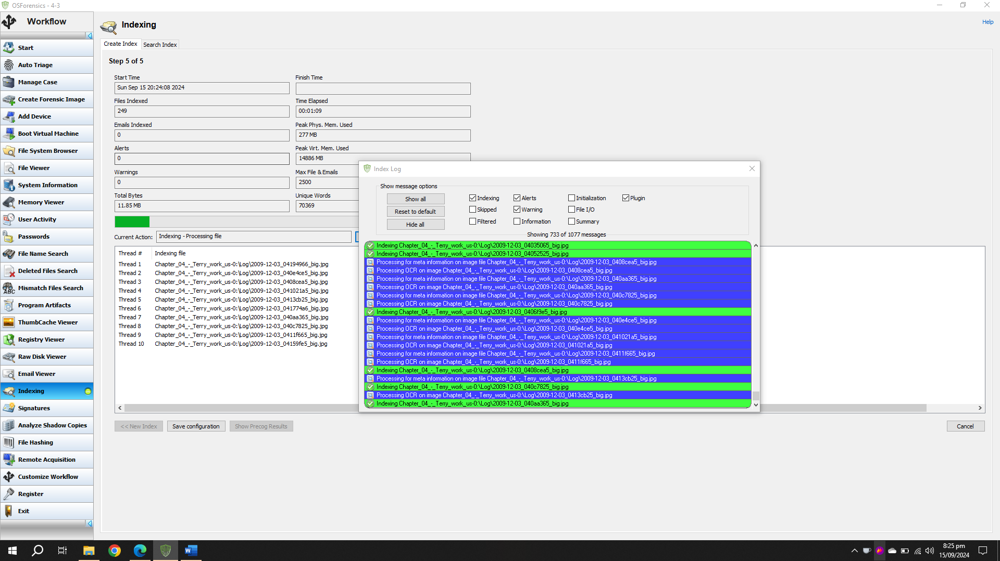 OSForensics - 4-3
Workflow
Start
Auto Triage
Manage Case
Create Forensic Image
Add Device
Boot Virtual Machine
File System Browser
File Viewer
System Information
Memory Viewer
User Activity
Passwords
File Name Search
Deleted Files Search
Mismatch Files Search
Program Artifacts
ThumbCache Viewer
Registry Viewer
Raw Disk Viewer
Email Viewer
Indexing
Signatures
Analyze Shadow Copies
File Hashing
Remote Acquisition
Customize Workflow
Register
Exit
Indexing
Help
Create Index Search Index
Step 5 of 5
Start Time Finish Time
Sun Sep 15 20:24:08 2024
Files Indexed Time Elapsed
249 00:01:09
Emails Indexed Peak Phys. Mem. Used
0 277 MB
Alerts Peak Virt. Mem. Used
0 14886 MB
Warnings Max File & Emails
0 2500
Total Bytes Unique Words
11.85 MB 70369
Current Action: Indexing - Processing file
Thread # Indexing file
Thread 1 Chapter_04_-_Terry_work_us-0:\Log\2009-12-03_04194966_big.jpg
Thread 2 Chapter_04_-_Terry_work_us-0:\Log\2009-12-03_040e4ce5_big.jpg
Thread 3 Chapter_04_-_Terry_work_us-0:\Log\2009-12-03_0408cea5_big.jpg
Thread 4 Chapter_04_-_Terry_work_us-0:\Log\2009-12-03_041021a5_big.jpg
Thread 5 Chapter_04_-_Terry_work_us-0:\Log\2009-12-03_0413cb25_big.jpg
Thread 6 Chapter_04_-_Terry_work_us-0:\Log\2009-12-03_041774a6_big.jpg
Thread 7 Chapter_04_-_Terry_work_us-0:\Log\2009-12-03_040aa365_big.jpg
Thread 8 Chapter_04_-_Terry_work_us-0:\Log\2009-12-03_040c7825_big.jpg
Thread 9 Chapter_04_-_Terry_work_us-0:\Log\2009-12-03_0411f665_big.jpg
Thread 10 Chapter_04_-_Terry_work_us-0:\Log\2009-12-03_04159fe5_big.jpg
<< New Index Save configuration Show Precog Results Cancel
Index Log
Show message options
Show all Indexing Alerts Initialization Plugin
Reset to default Skipped Warning File I/O
Hide all Filtered Information Summary
Showing 733 of 1077 messages
Indexing Chapter_04_-_Terry_work_us-0:\Log\2009-12-03_04035065_big.jpg
Indexing Chapter_04_-_Terry_work_us-0:\Log\2009-12-03_04052525_big.jpg
Processing for meta information on image file Chapter_04_-_Terry_work_us-0:\Log\2009-12-03_0408cea5_big.jpg
Processing OCR on image Chapter_04_-_Terry_work_us-0:\Log\2009-12-03_0408cea5_big.jpg
Processing for meta information on image file Chapter_04_-_Terry_work_us-0:\Log\2009-12-03_040aa365_big.jpg
Processing OCR on image Chapter_04_-_Terry_work_us-0:\Log\2009-12-03_040aa365_big.jpg
Processing for meta information on image file Chapter_04_-_Terry_work_us-0:\Log\2009-12-03_040c7825_big.jpg
Processing OCR on image Chapter_04_-_Terry_work_us-0:\Log\2009-12-03_040c7825_big.jpg
Indexing Chapter_04_-_Terry_work_us-0:\Log\2009-12-03_0406f9e5_big.jpg
Processing for meta information on image file Chapter_04_-_Terry_work_us-0:\Log\2009-12-03_040e4ce5_big.jpg
Processing OCR on image Chapter_04_-_Terry_work_us-0:\Log\2009-12-03_040e4ce5_big.jpg
Processing for meta information on image file Chapter_04_-_Terry_work_us-0:\Log\2009-12-03_041021a5_big.jpg
Processing OCR on image Chapter_04_-_Terry_work_us-0:\Log\2009-12-03_041021a5_big.jpg
Processing for meta information on image file Chapter_04_-_Terry_work_us-0:\Log\2009-12-03_0411f665_big.jpg
Processing OCR on image Chapter_04_-_Terry_work_us-0:\Log\2009-12-03_0411f665_big.jpg
Indexing Chapter_04_-_Terry_work_us-0:\Log\2009-12-03_0408cea5_big.jpg
Processing for meta information on image file Chapter_04_-_Terry_work_us-0:\Log\2009-12-03_0413cb25_big.jpg
Indexing Chapter_04_-_Terry_work_us-0:\Log\2009-12-03_040c7825_big.jpg
Processing OCR on image Chapter_04_-_Terry_work_us-0:\Log\2009-12-03_0413cb25_big.jpg
Indexing Chapter_04_-_Terry_work_us-0:\Log\2009-12-03_040aa365_big.jpg
8:25 pm
15/09/2024